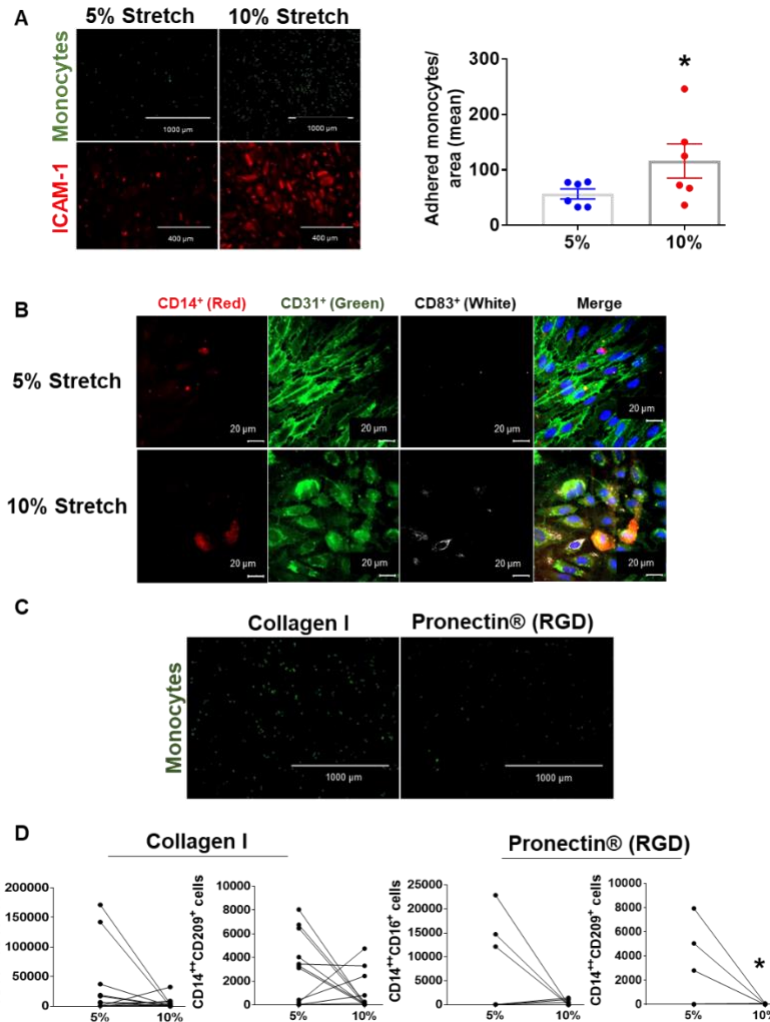 A
5% Stretch
10% Stretch
Monocytes
1000 µm
1000 µm
ICAM-1
400 µm
400 µm
Adhered monocytes/
area (mean)
300
200
100
0
*
5%
10%
B
CD14⁺ (Red)
CD31⁺ (Green)
CD83⁺ (White)
Merge
5% Stretch
20 µm
20 µm
20 µm
20 µm
10% Stretch
20 µm
20 µm
20 µm
20 µm
C
Collagen I
Pronectin® (RGD)
Monocytes
1000 µm
1000 µm
D
Collagen I
Pronectin® (RGD)
200000
150000
100000
50000
0
5%
10%
CD14⁺⁺CD209⁺ cells
10000
8000
6000
4000
2000
0
5%
10%
CD14⁺⁺CD16⁺ cells
25000
20000
15000
10000
5000
0
5%
10%
CD14⁺⁺CD209⁺ cells
10000
8000
6000
4000
2000
0
*
5%
10%